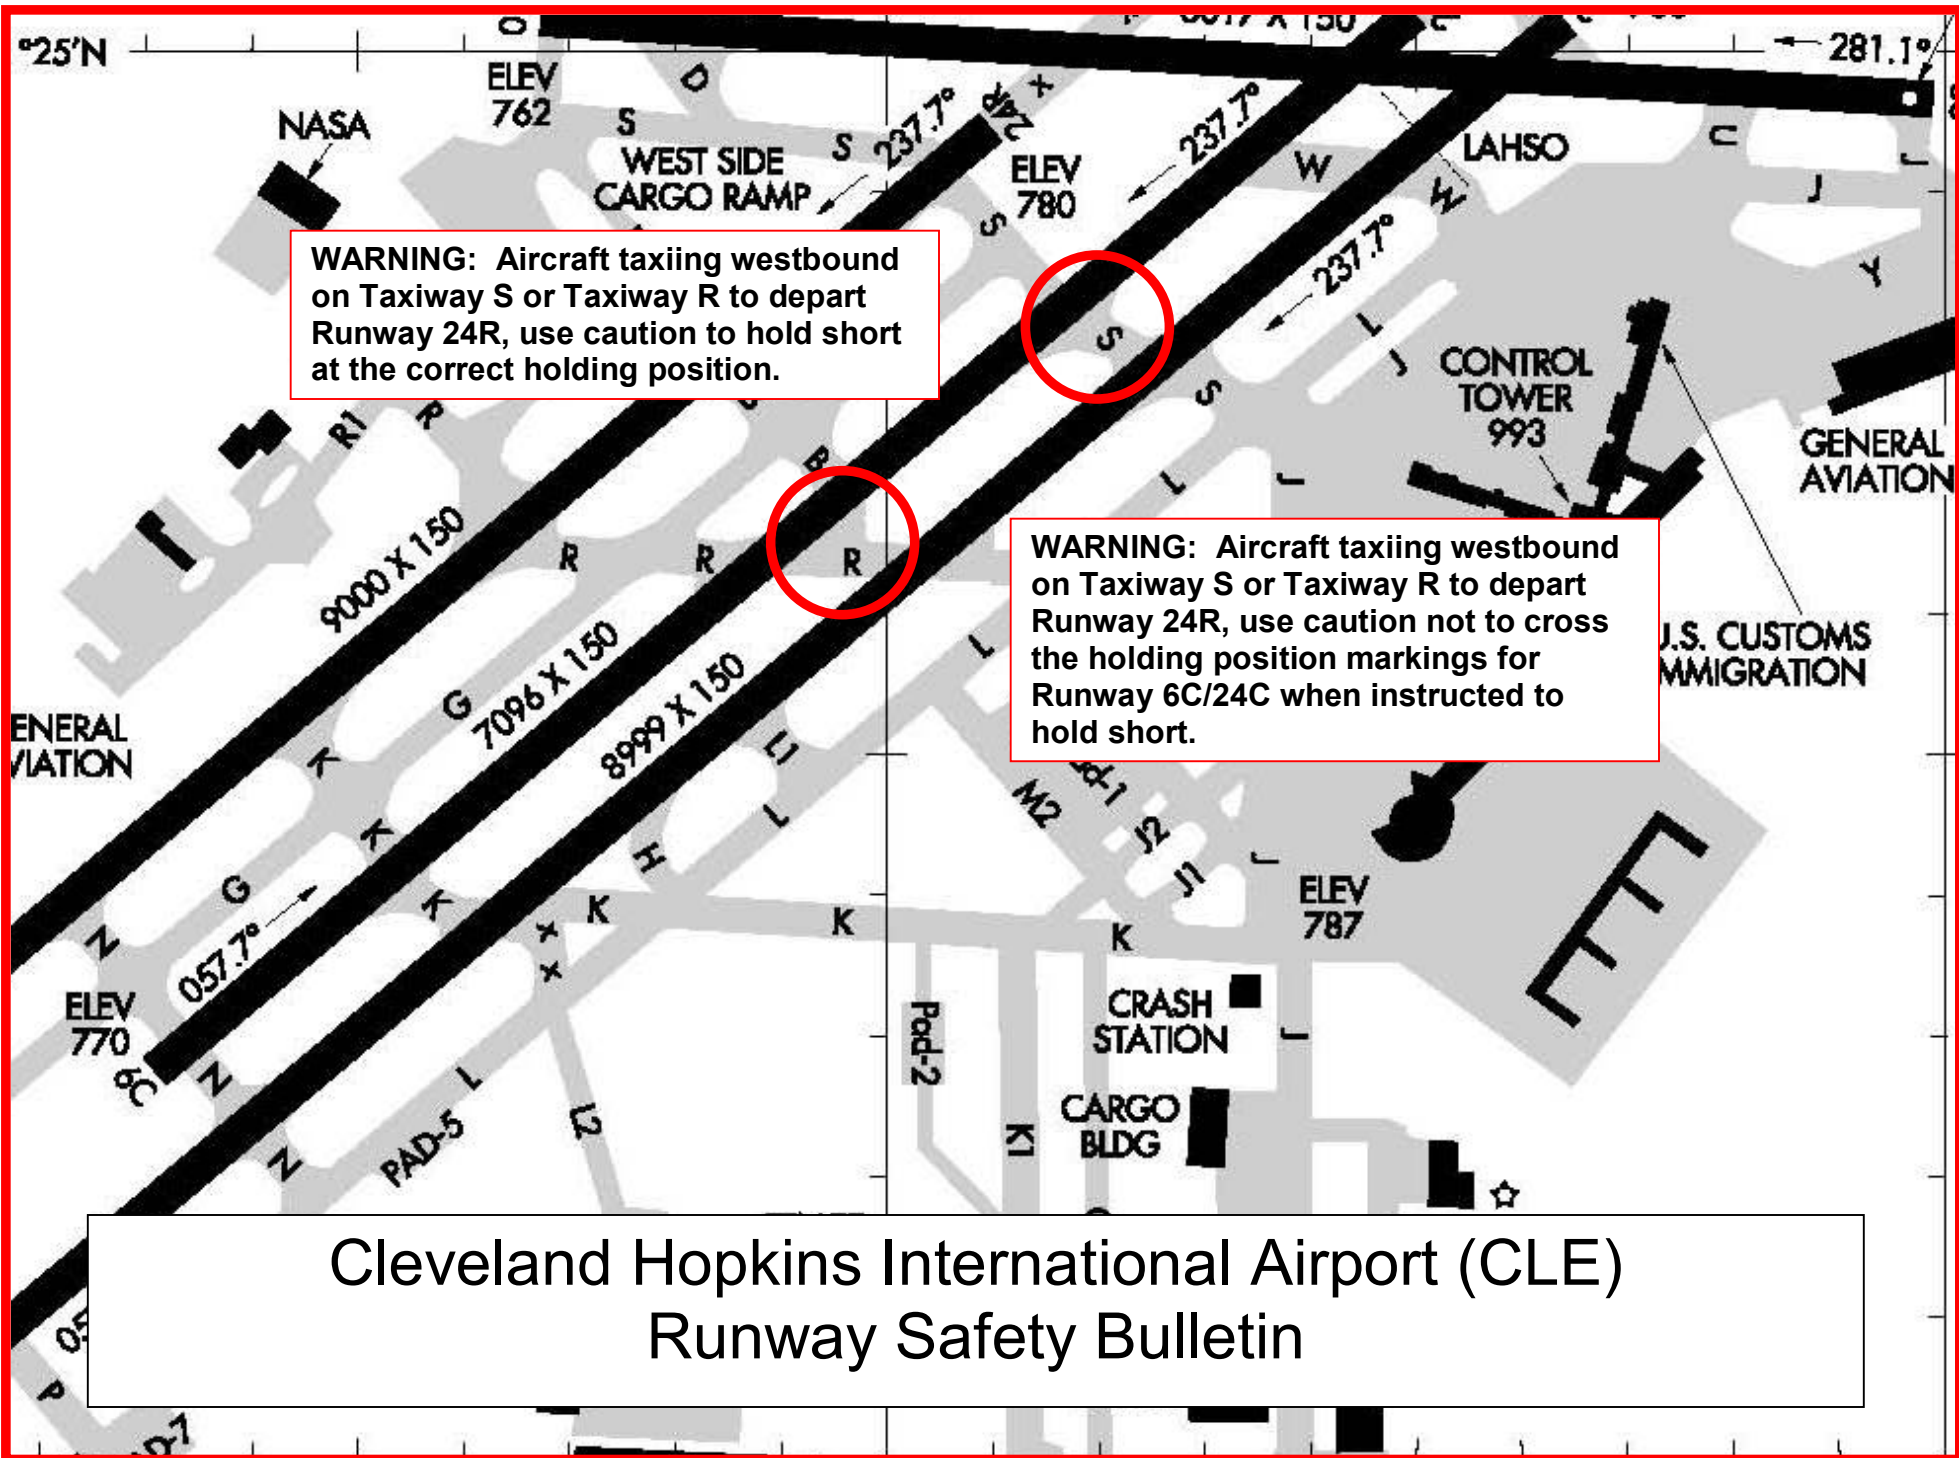 °25'N
281.1°
ELEV
762
D
X
NASA
S
S
237.7°
24R
237.7°
LAHSO
U
J
WEST SIDE
CARGO RAMP
ELEV
780
W
W
J
S
237.7°
Y
WARNING: Aircraft taxiing westbound
on Taxiway S or Taxiway R to depart
Runway 24R, use caution to hold short
at the correct holding position.
S
L
J
CONTROL
TOWER
993
S
R1
R
GENERAL
AVIATION
B
L
J
9000 X 150
R
R
R
WARNING: Aircraft taxiing westbound
on Taxiway S or Taxiway R to depart
Runway 24R, use caution not to cross
the holding position markings for
Runway 6C/24C when instructed to
hold short.
L
7096 X 150
8999 X 150
G
U.S. CUSTOMS
IMMIGRATION
ENERAL
VIATION
K
L1
M2
L
K
J2
H
J
J1
G
K
K
K
K
ELEV
787
N
X
X
057.7°
ELEV
770
6C
CRASH
STATION
Pad-2
J
N
L
L2
CARGO
BLDG
K1
PAD-5
N
Cleveland Hopkins International Airport (CLE)
Runway Safety Bulletin
05
P
D-7